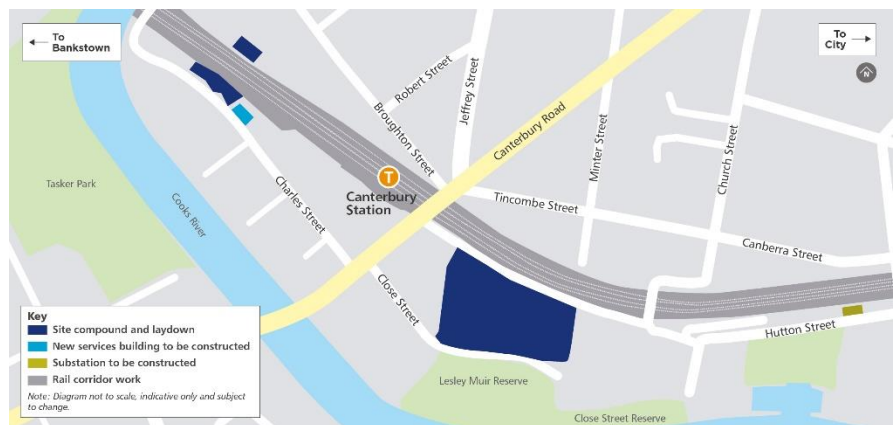 To
Bankstown
To
City
N
Robert Street
Jeffrey Street
Broughton Street
Canterbury Road
Minter Street
Church Street
Tasker Park
Cooks River
T
Canterbury
Station
Charles Street
Tincombe Street
Canberra Street
Close Street
Hutton Street
Lesley Muir Reserve
Close Street Reserve
Key
Site compound and laydown
New services building to be constructed
Substation to be constructed
Rail corridor work
Note: Diagram not to scale, indicative only and subject
to change.